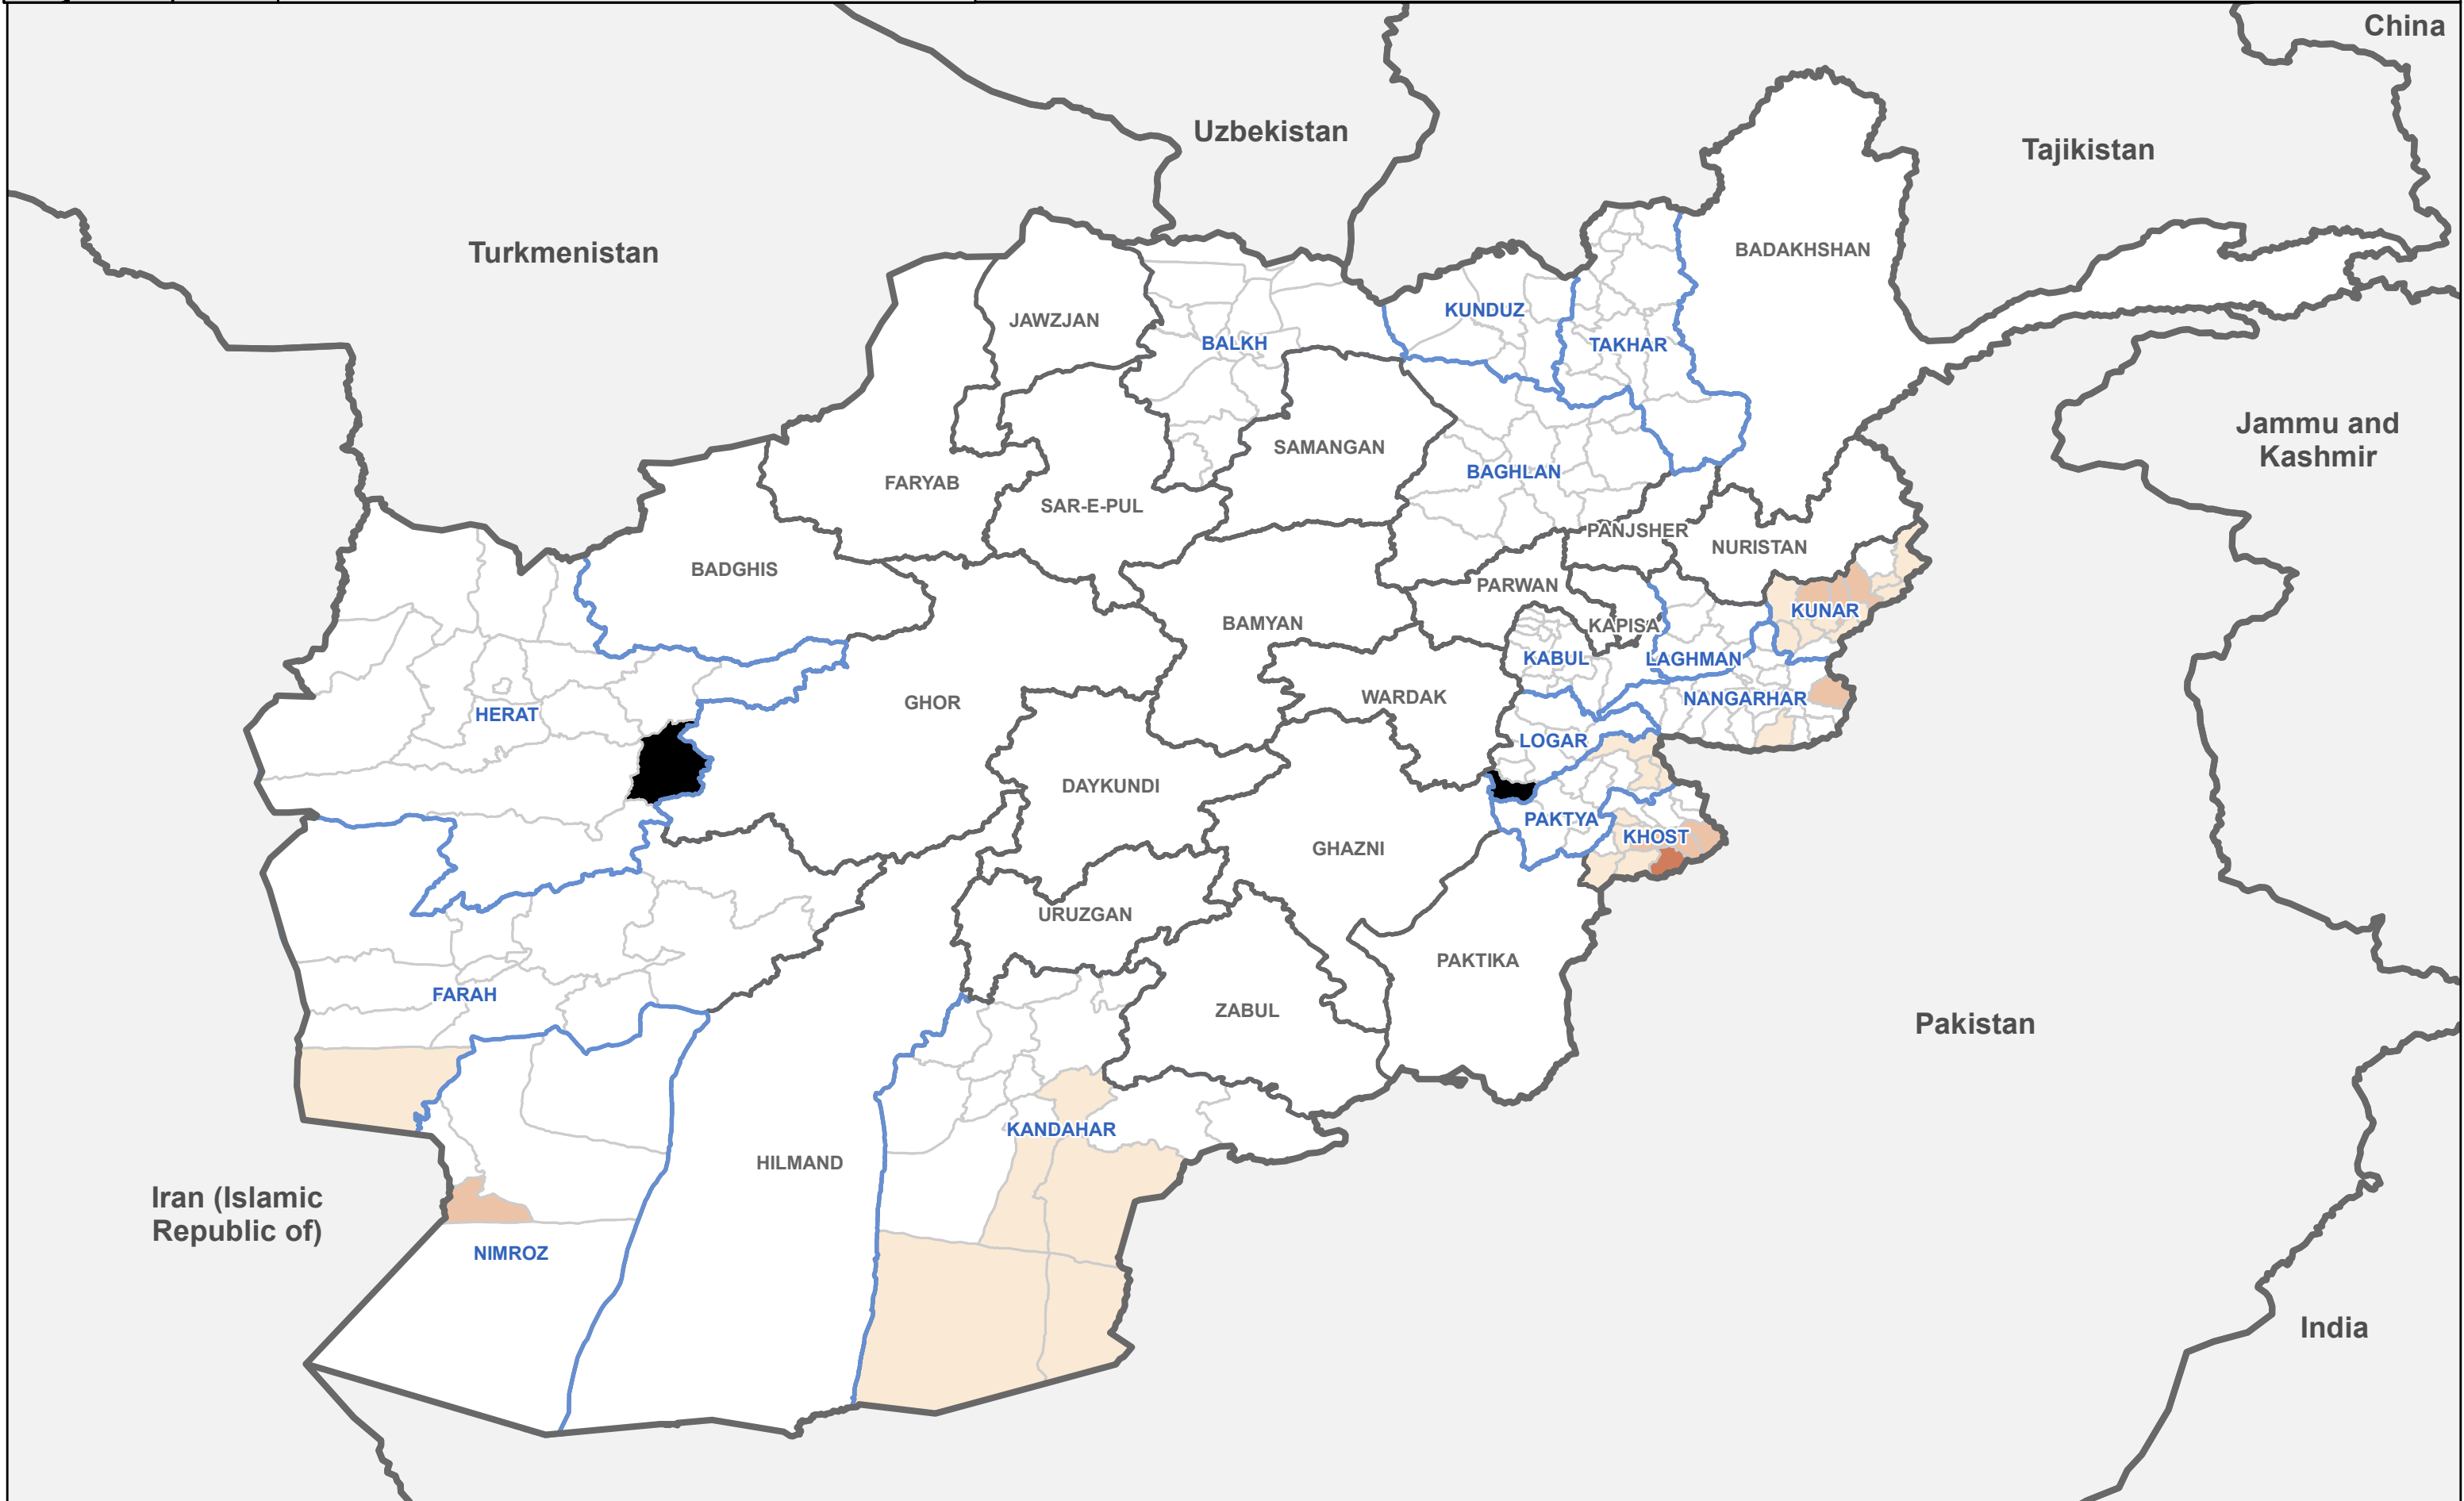 China
Uzbekistan
Tajikistan
Turkmenistan
BADAKHSHAN
JAWZJAN
KUNDUZ
BALKH
TAKHAR
Jammu and
Kashmir
SAMANGAN
BAGHLAN
FARYAB
SAR-E-PUL
PANJSHER
NURISTAN
BADGHIS
PARWAN
KUNAR
BAMYAN
KAPISA
KABUL
LAGHMAN
WARDAK
NANGARHAR
GHOR
HERAT
LOGAR
DAYKUNDI
PAKTYA
KHOST
GHAZNI
URUZGAN
PAKTIKA
FARAH
ZABUL
Pakistan
KANDAHAR
HILMAND
Iran (Islamic
Republic of)
NIMROZ
India